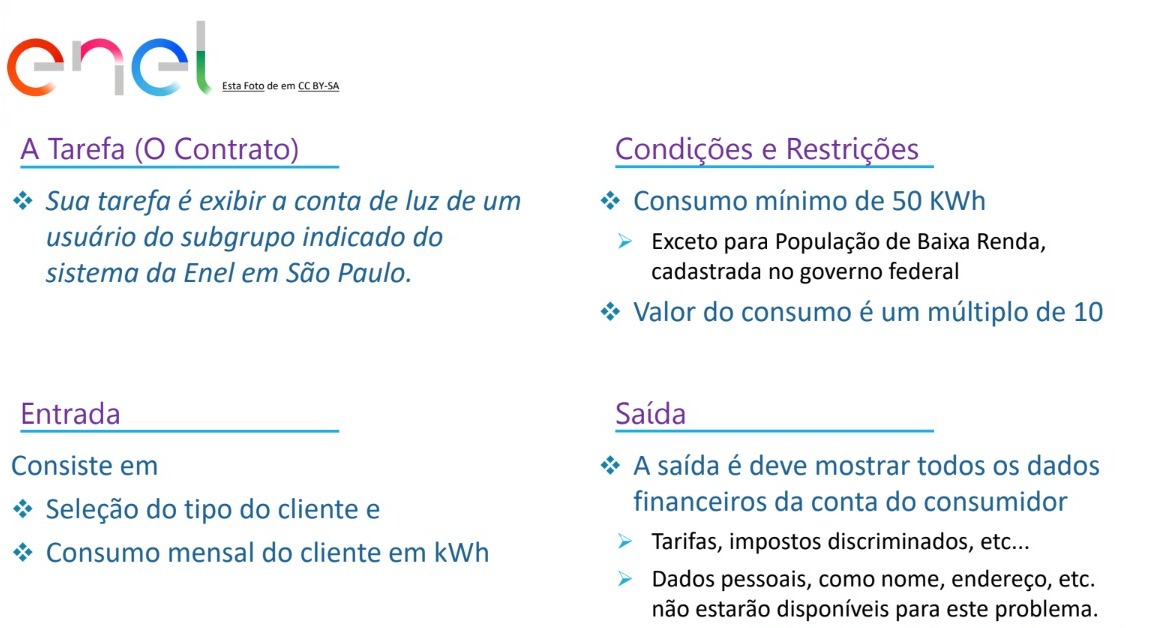 enel
Esta Foto de em CC BY-SA
A Tarefa (O Contrato)
❖ Sua tarefa é exibir a conta de luz de um
usuário do subgrupo indicado do
sistema da Enel em São Paulo.
Condições e Restrições
❖ Consumo mínimo de 50 KWh
➢ Exceto para População de Baixa Renda,
cadastrada no governo federal
❖ Valor do consumo é um múltiplo de 10
Entrada
Consiste em
❖ Seleção do tipo do cliente e
❖ Consumo mensal do cliente em kWh
Saída
❖ A saída é deve mostrar todos os dados
financeiros da conta do consumidor
➢ Tarifas, impostos discriminados, etc...
➢ Dados pessoais, como nome, endereço, etc.
não estarão disponíveis para este problema.